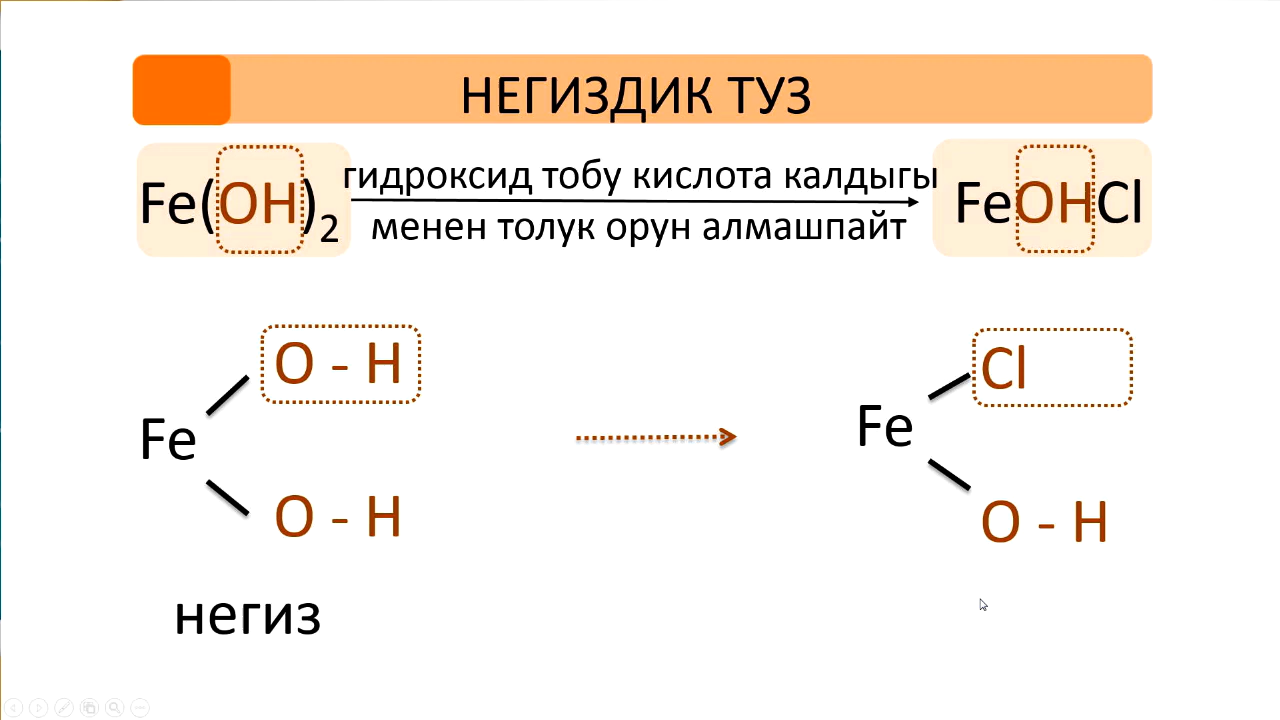 НЕГИЗДИК ТУЗ
Fe(OH)₂ гидроксид тобу кислота калдыгы FeOHCl
менен толук орун алмашпайт
O - H Cl
Fe Fe
O - H O - H
негиз